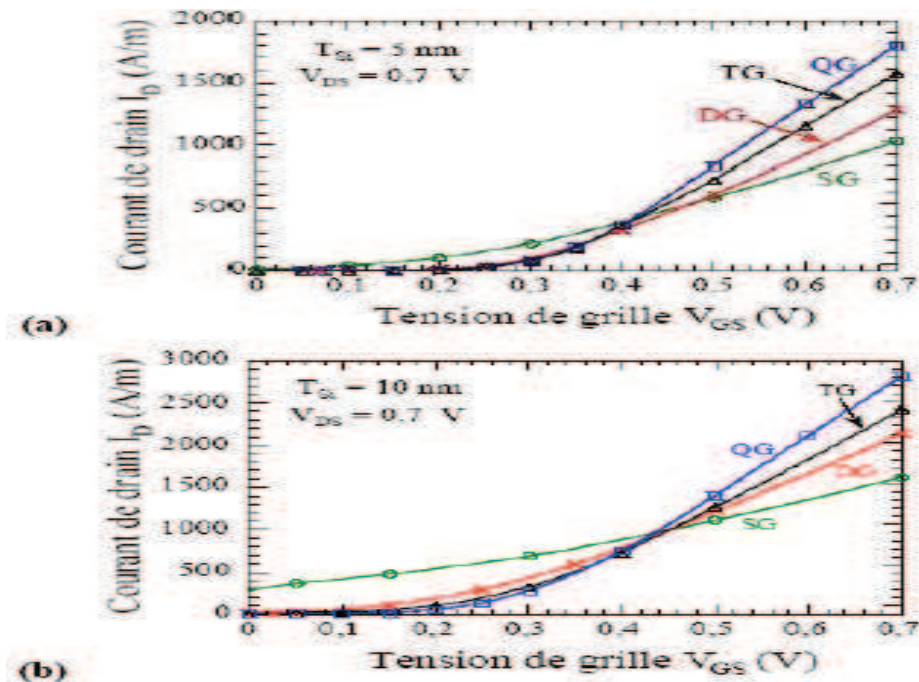 Courant de drain I_D (A/m)
2000
1500
1000
500
0
T_Si = 5 nm
V_DS = 0.7 V
TG
QG
DG
SG
0 0.1 0.2 0.3 0.4 0.5 0.6 0.7
Tension de grille V_GS (V)
(a)
Courant de drain I_D (A/m)
3000
2500
2000
1500
1000
500
0
T_Si = 10 nm
V_DS = 0.7 V
TG
QG
DG
SG
0 0.1 0.2 0.3 0.4 0.5 0.6 0.7
Tension de grille V_GS (V)
(b)